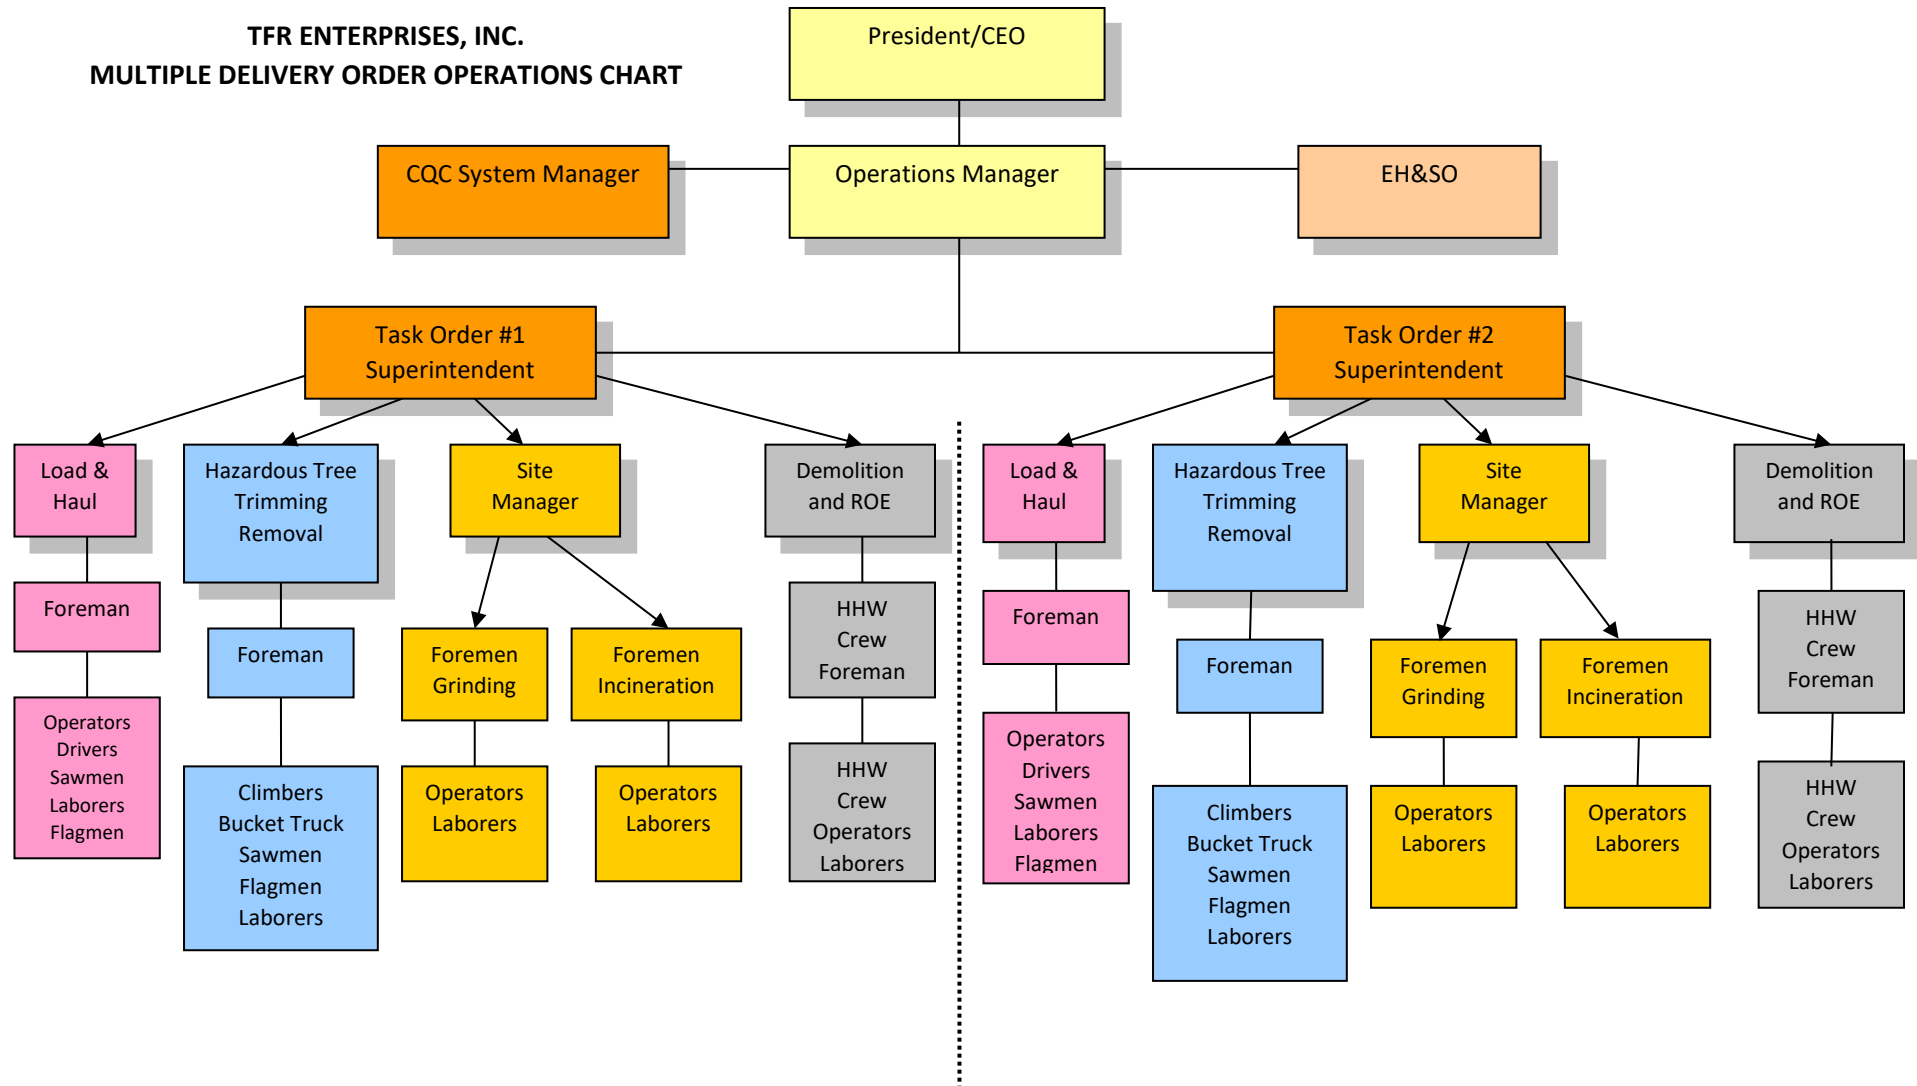 TFR ENTERPRISES, INC.
MULTIPLE DELIVERY ORDER OPERATIONS CHART
President/CEO
CQC System Manager
Operations Manager
EH&SO
Task Order #1
Superintendent
Task Order #2
Superintendent
Load &
Haul
Hazardous Tree
Trimming
Removal
Site
Manager
Demolition
and ROE
Foreman
Foreman
Foremen
Grinding
Foremen
Incineration
HHW
Crew
Foreman
Operators
Drivers
Sawmen
Laborers
Flagmen
Climbers
Bucket Truck
Sawmen
Flagmen
Laborers
Operators
Laborers
Operators
Laborers
HHW
Crew
Operators
Laborers
Load &
Haul
Hazardous Tree
Trimming
Removal
Site
Manager
Demolition
and ROE
Foreman
Foreman
Foremen
Grinding
Foremen
Incineration
HHW
Crew
Foreman
Operators
Drivers
Sawmen
Laborers
Flagmen
Climbers
Bucket Truck
Sawmen
Flagmen
Laborers
Operators
Laborers
Operators
Laborers
HHW
Crew
Operators
Laborers